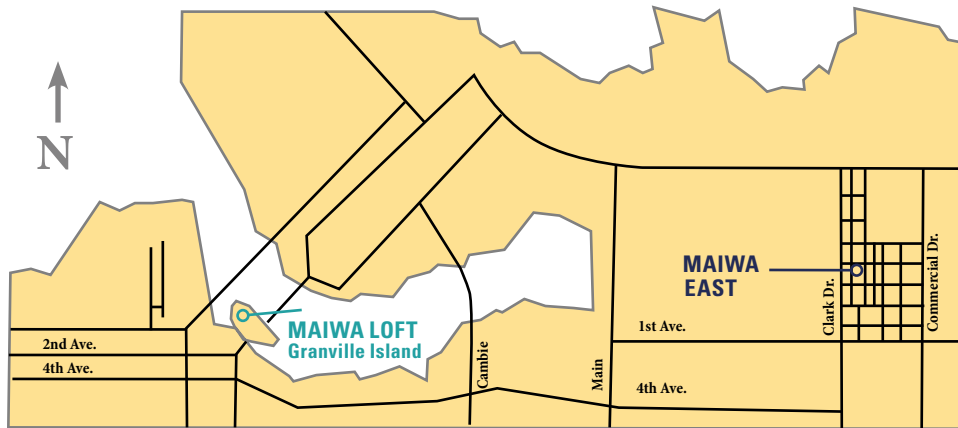 N
2nd Ave.
4th Ave.
MAIWA LOFT
Granville Island
Cambie
Main
1st Ave.
4th Ave.
MAIWA
EAST
Clark Dr.
Commercial Dr.